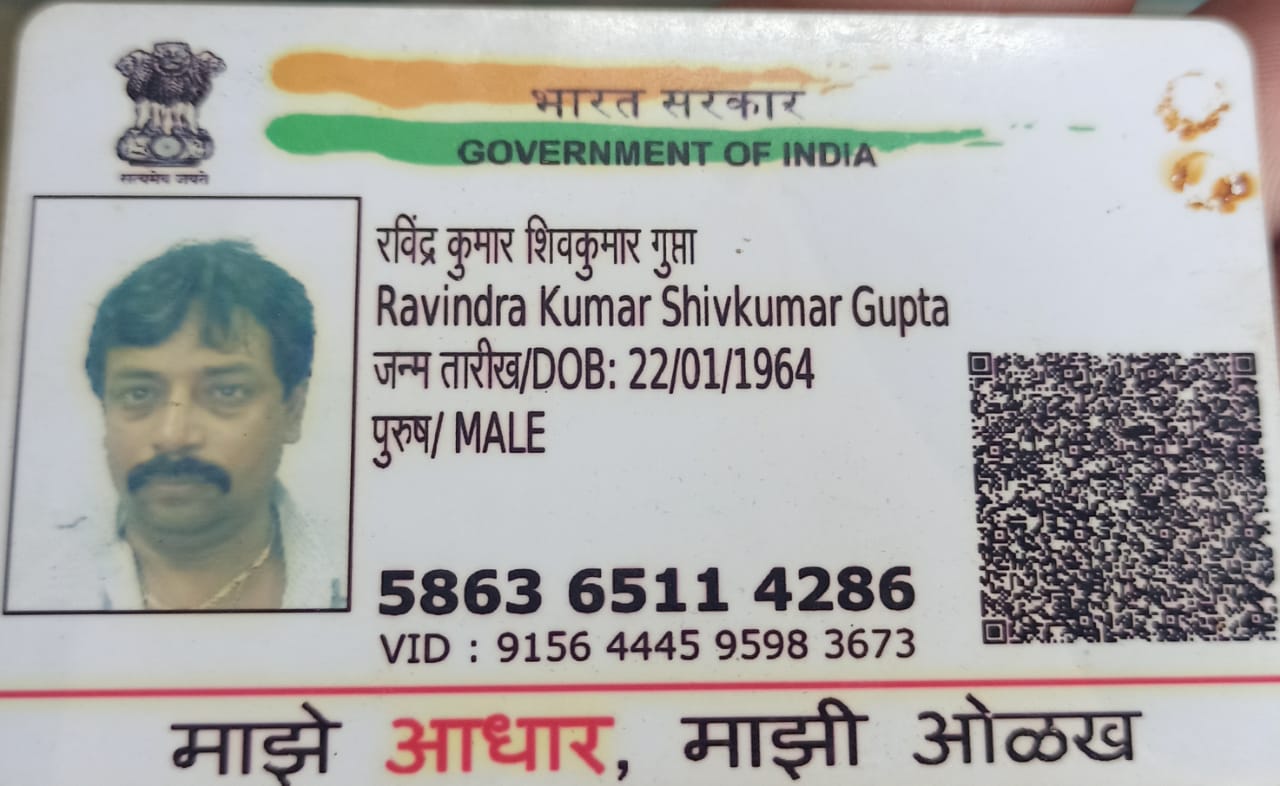 भारत सरकार
GOVERNMENT OF INDIA
सत्यमेव जयते
रविंद्र कुमार शिवकुमार गुप्ता
Ravindra Kumar Shivkumar Gupta
जन्म तारीख/DOB: 22/01/1964
पुरुष/ MALE
5863 6511 4286
VID : 9156 4445 9598 3673
माझे आधार, माझी ओळख